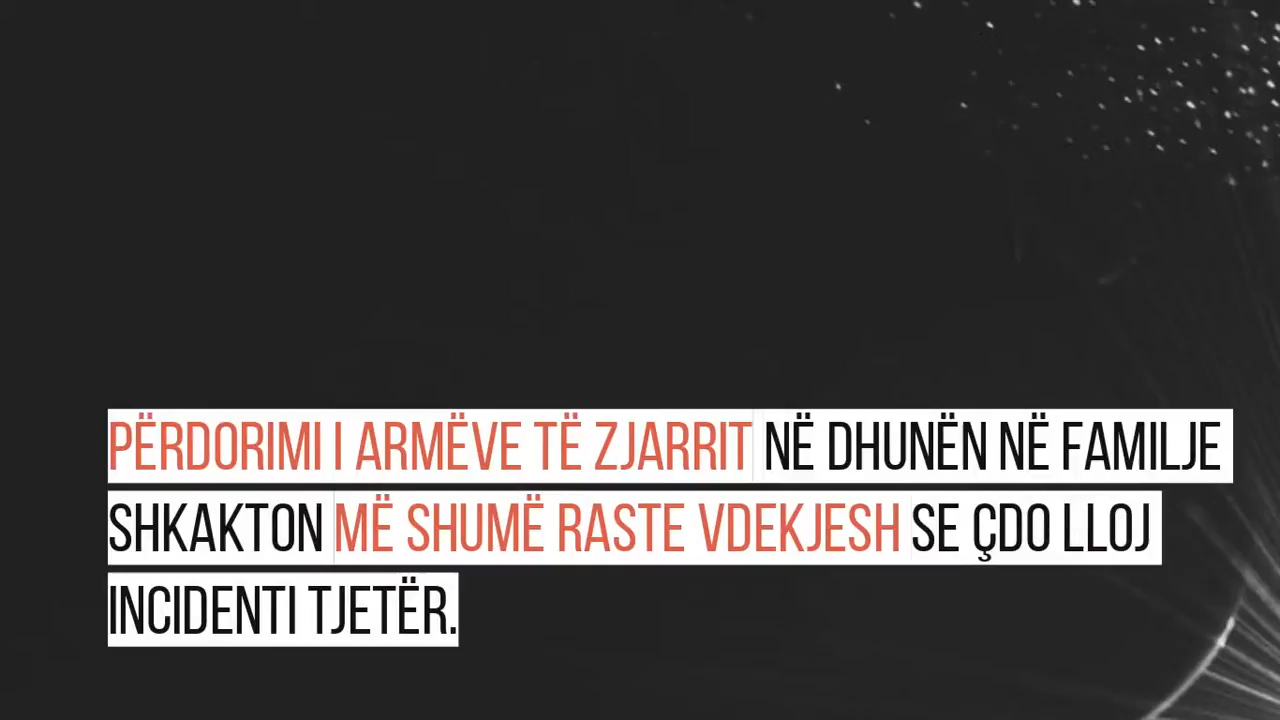 PËRDORIMI I ARMËVE TË ZJARRIT NË DHUNËN NË FAMILJE
SHKAKTON MË SHUMË RASTE VDEKJESH SE ÇDO LLOJ
INCIDENTI TJETËR.